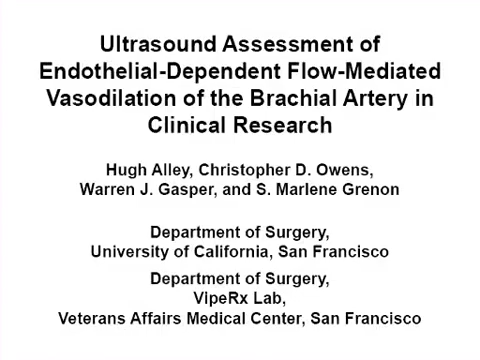 Ultrasound Assessment of
Endothelial-Dependent Flow-Mediated
Vasodilation of the Brachial Artery in
Clinical Research
Hugh Alley, Christopher D. Owens,
Warren J. Gasper, and S. Marlene Grenon
Department of Surgery,
University of California, San Francisco
Department of Surgery,
VipeRx Lab,
Veterans Affairs Medical Center, San Francisco